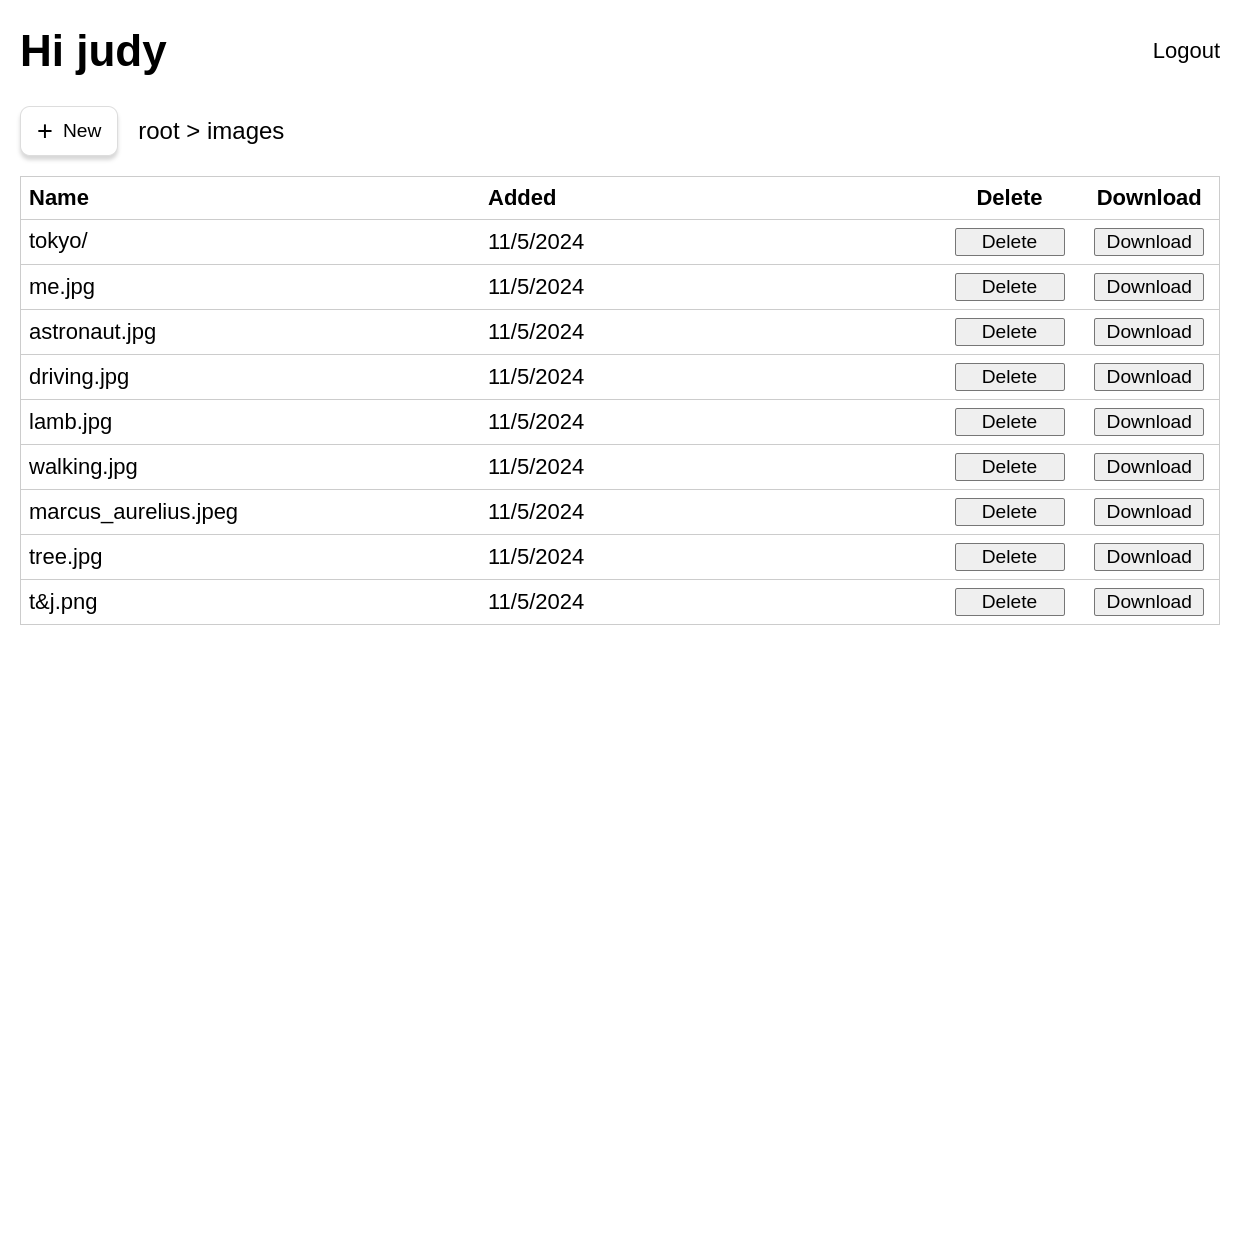 Hi judy Logout
+ New root > images
Name Added Delete Download
tokyo/ 11/5/2024 Delete Download
me.jpg 11/5/2024 Delete Download
astronaut.jpg 11/5/2024 Delete Download
driving.jpg 11/5/2024 Delete Download
lamb.jpg 11/5/2024 Delete Download
walking.jpg 11/5/2024 Delete Download
marcus_aurelius.jpeg 11/5/2024 Delete Download
tree.jpg 11/5/2024 Delete Download
t&j.png 11/5/2024 Delete Download